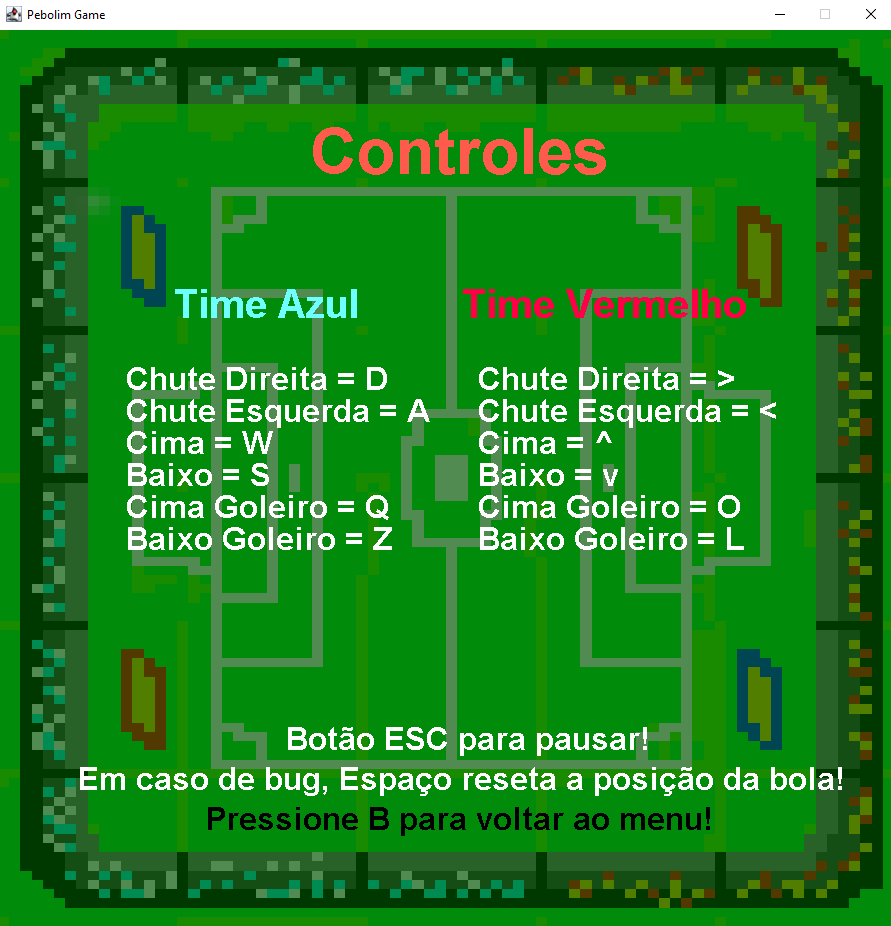 Pebolim Game
Controles
Time Azul
Chute Direita = D
Chute Esquerda = A
Cima = W
Baixo = S
Cima Goleiro = Q
Baixo Goleiro = Z
Time Vermelho
Chute Direita = >
Chute Esquerda = <
Cima = ^
Baixo = v
Cima Goleiro = O
Baixo Goleiro = L
Botão ESC para pausar!
Em caso de bug, Espaço reseta a posição da bola!
Pressione B para voltar ao menu!